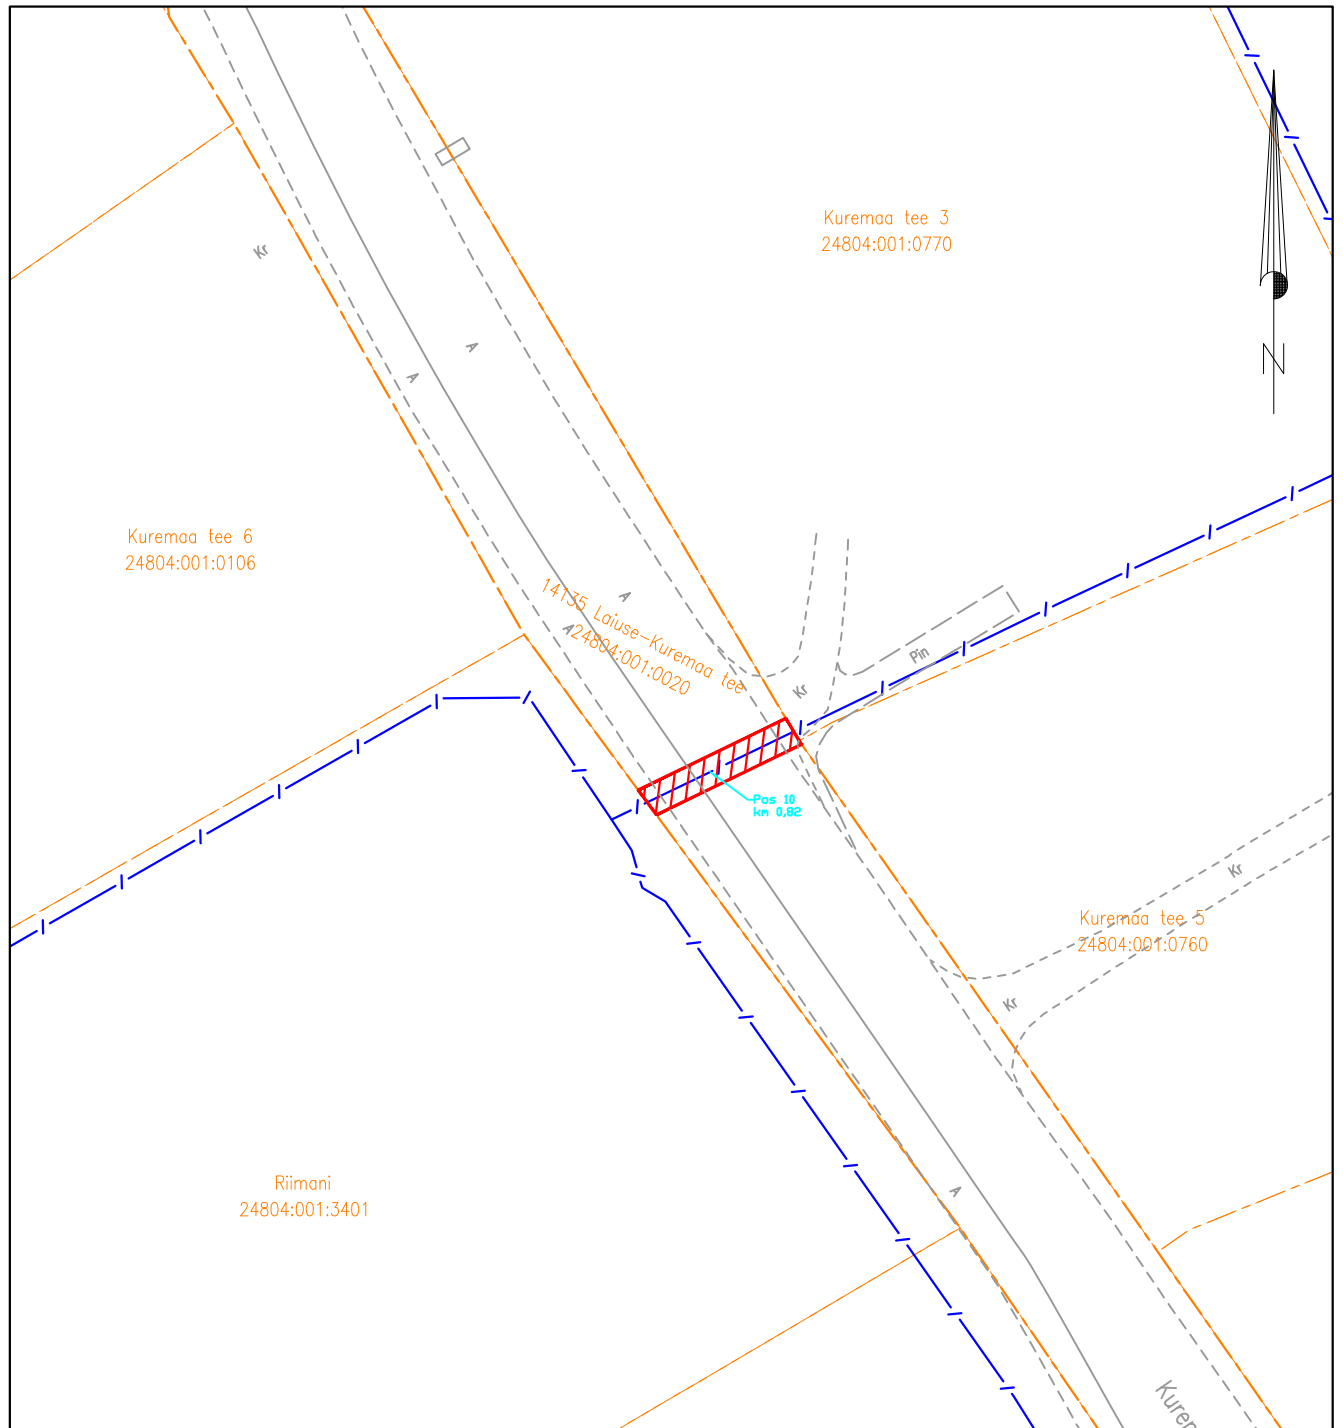 Kuremaa tee 3
24804:001:0770
Kr
A
A
N
Kuremaa tee 6
24804:001:0106
14135 Laiuse-Kuremaa tee
24804:001:0020
A
A
Pin
Kr
Pos 10
km 0,82
Kr
Kuremaa tee 5
24804:001:0760
Kr
Riimani
24804:001:3401
A
Kurem